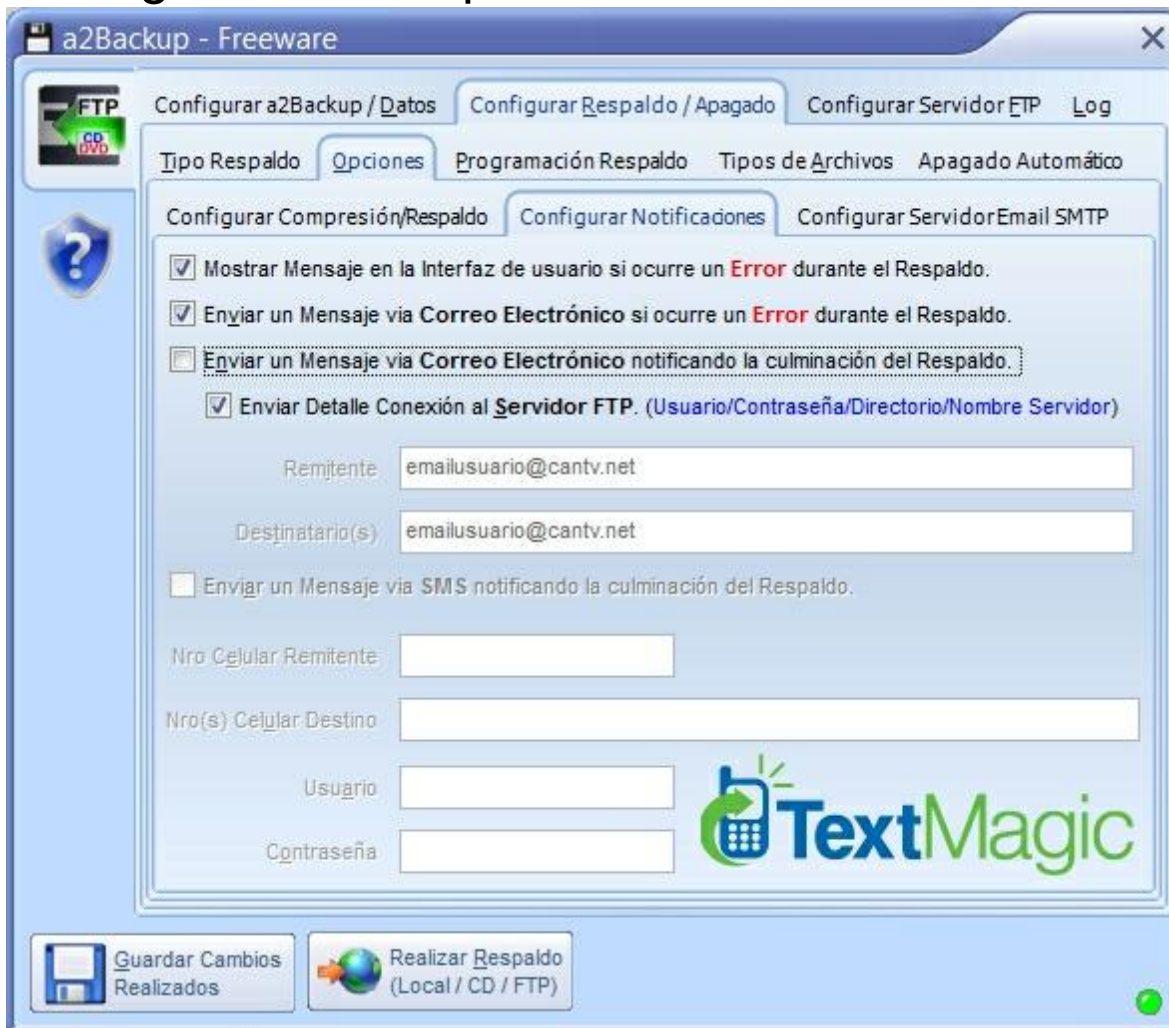 a2Backup - Freeware
FTP
CD
DVD
Configurar a2Backup / Datos Configurar Respaldo / Apagado Configurar Servidor FTP Log
Tipo Respaldo Opciones Programación Respaldo Tipos de Archivos Apagado Automático
Configurar Compresión/Respaldo Configurar Notificaciones Configurar Servidor Email SMTP
Mostrar Mensaje en la Interfaz de usuario si ocurre un Error durante el Respaldo.
Enviar un Mensaje via Correo Electrónico si ocurre un Error durante el Respaldo.
Enviar un Mensaje via Correo Electrónico notificando la culminación del Respaldo.
Enviar Detalle Conexión al Servidor FTP. (Usuario/Contraseña/Directorio/Nombre Servidor)
Remitente emailusuario@cantv.net
Destinatario(s) emailusuario@cantv.net
Enviar un Mensaje via SMS notificando la culminación del Respaldo.
Nro Celular Remitente
Nro(s) Celular Destino
Usuario
Contraseña
TextMagic
Guardar Cambios Realizados
Realizar Respaldo (Local / CD / FTP)